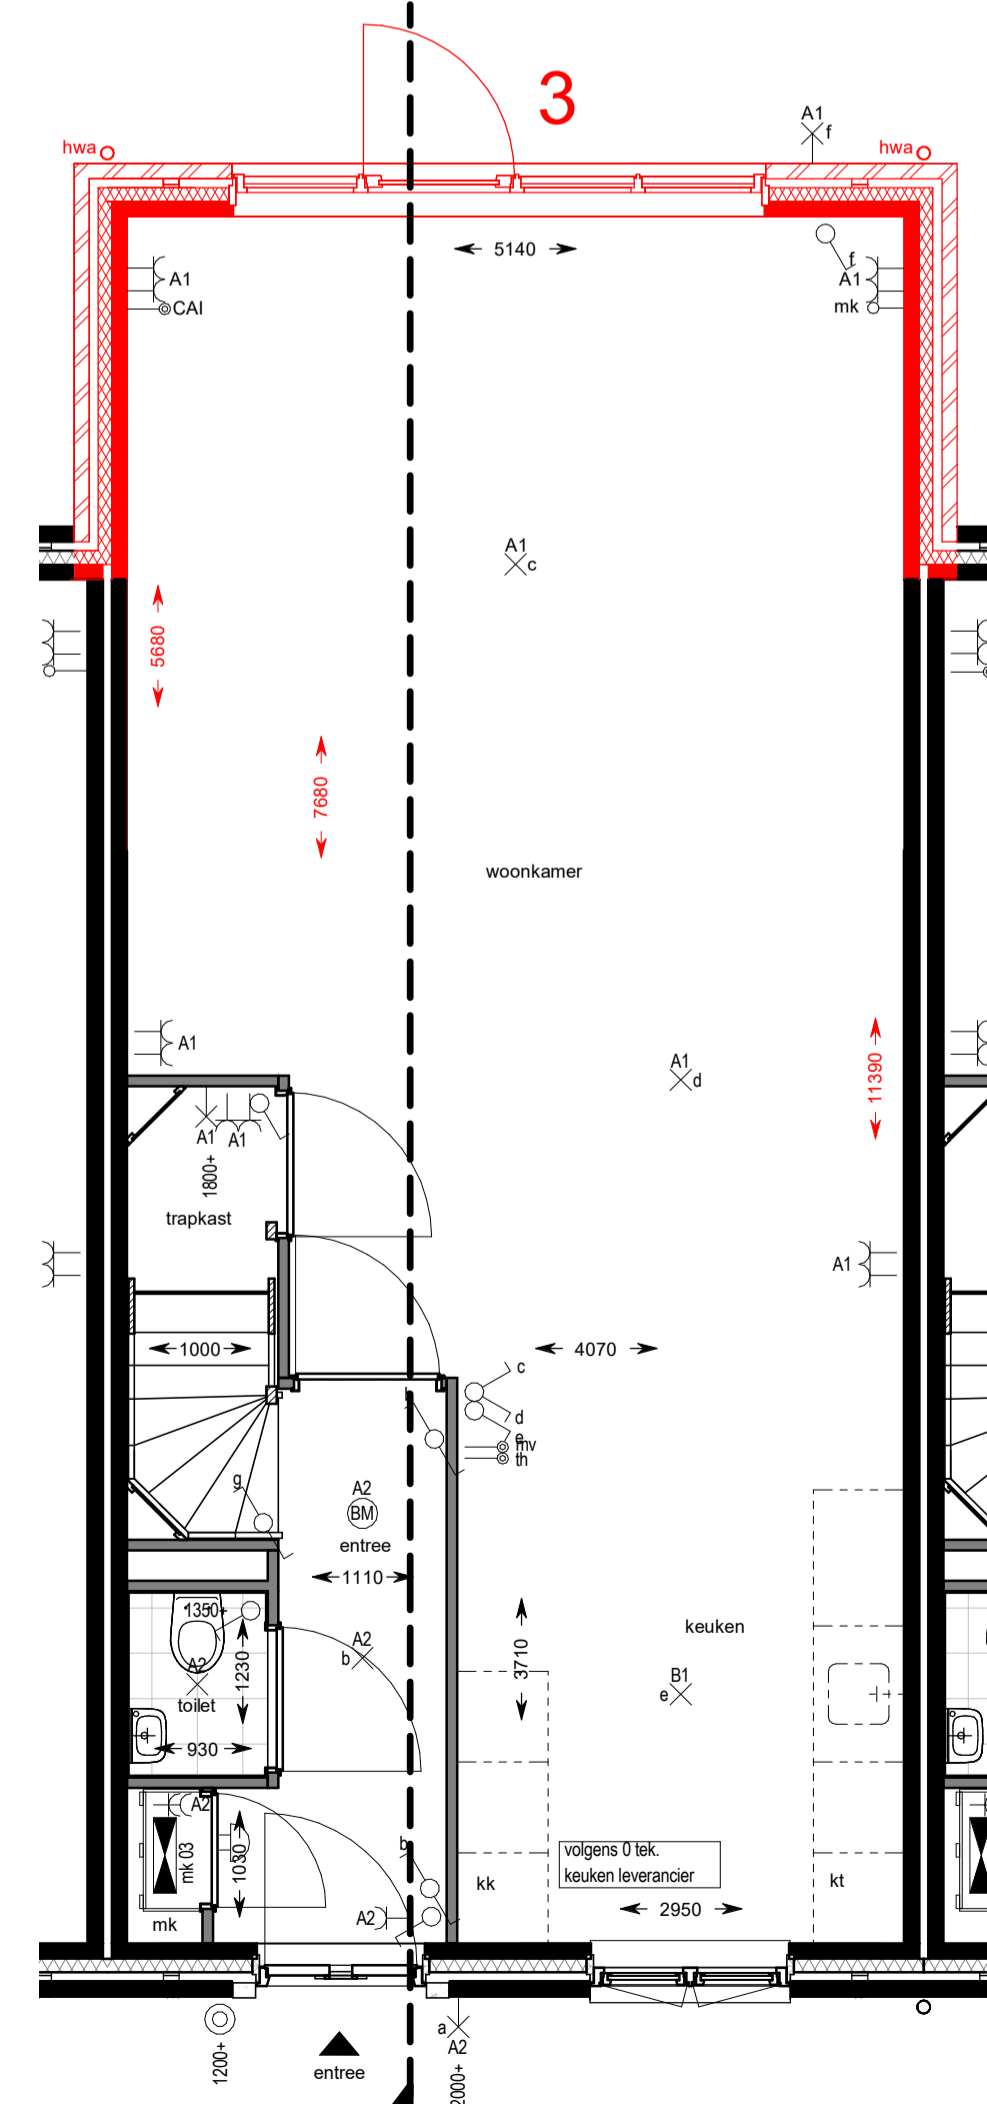 3
A1
f
hwa
hwa
5140
f
A1
A1
CAI
mk
A1
c
5680
7680
woonkamer
A1
A1
d
11390
A1
A1
1800+
trapkast
A1
1000
4070
c
d
e
mv
th
g
A2
BM
entree
1110
1350+
1230
A2
toilet
930
A2
b
keuken
3710
B1
e
A2
mk 03
1030
mk
b
A2
volgens 0 tek.
keuken leverancier
kk
kt
2950
1200+
entree
a
A2
2000+